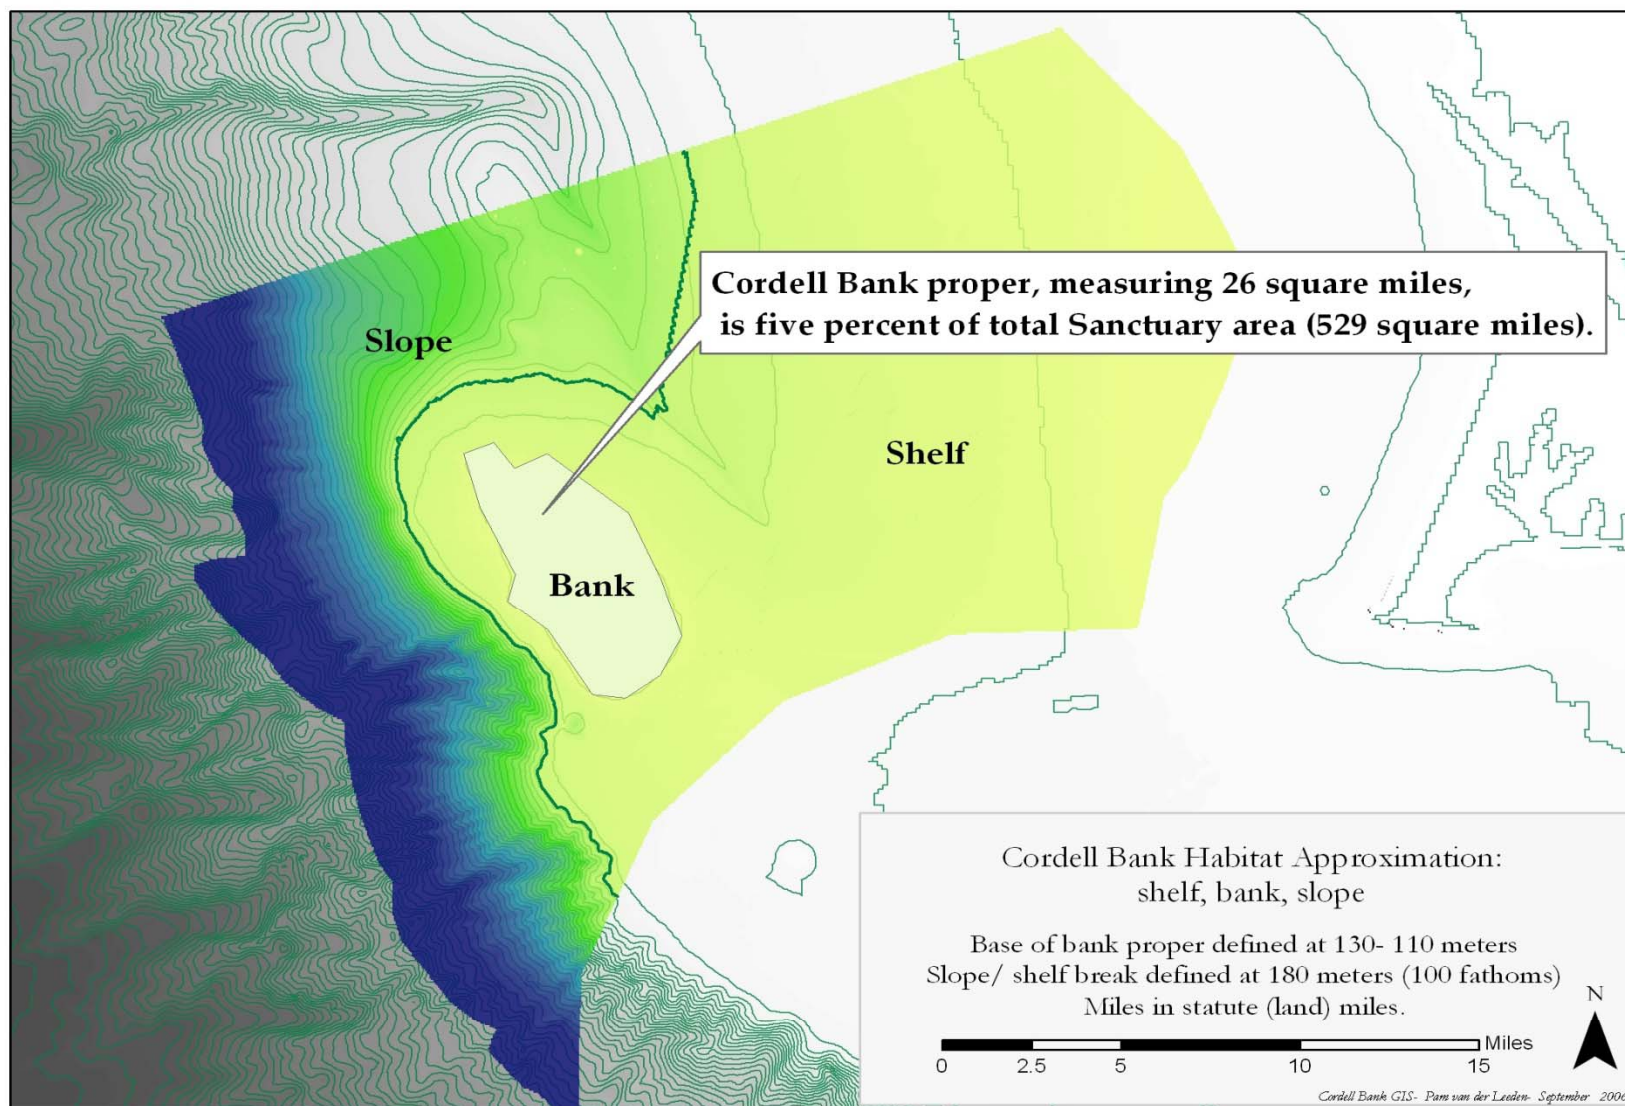 Cordell Bank proper, measuring 26 square miles,
is five percent of total Sanctuary area (529 square miles).
Slope
Shelf
Bank
Cordell Bank Habitat Approximation:
shelf, bank, slope
Base of bank proper defined at 130- 110 meters
Slope/ shelf break defined at 180 meters (100 fathoms)
Miles in statute (land) miles.
N
Miles
0 2.5 5 10 15
Cordell Bank GIS- Pam van der Leeden- September 2006